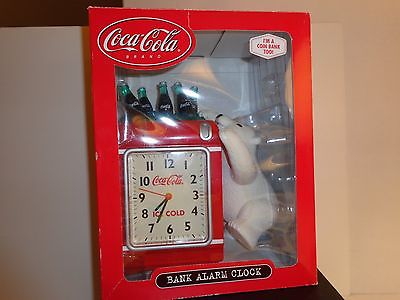 Coca-Cola
BRAND
I'M A
COIN BANK
TOO!
12
11
1
10
2
Coca-Cola
9
3
ICE COLD
8
4
7
5
6
BANK ALARM CLOCK